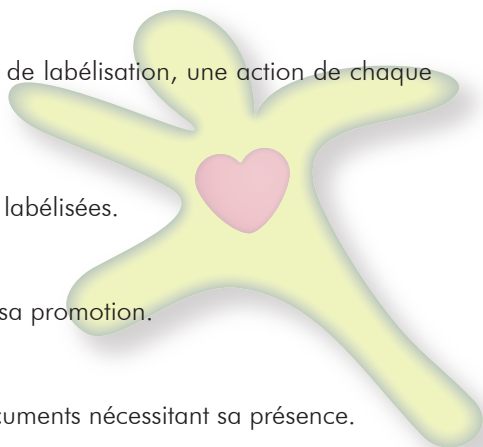 de labélisation, une action de chaque
labélisées.
sa promotion.
cuments nécessitant sa présence.